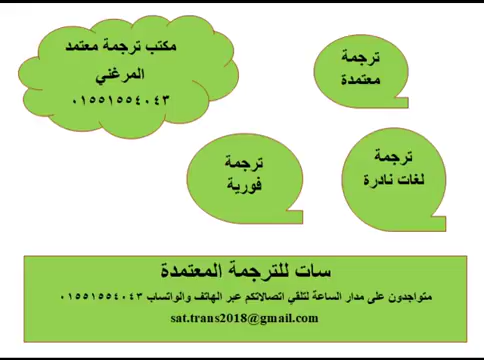 مكتب ترجمة معتمد
المرغني
٠١٥٥١٥٥٤٠٤٣
ترجمة
معتمدة
ترجمة
فورية
ترجمة
لغات نادرة
سات للترجمة المعتمدة
متواجدون على مدار الساعة لتلقي اتصالاتكم عبر الهاتف والواتساب ٠١٥٥١٥٥٤٠٤٣
sat.trans2018@gmail.com